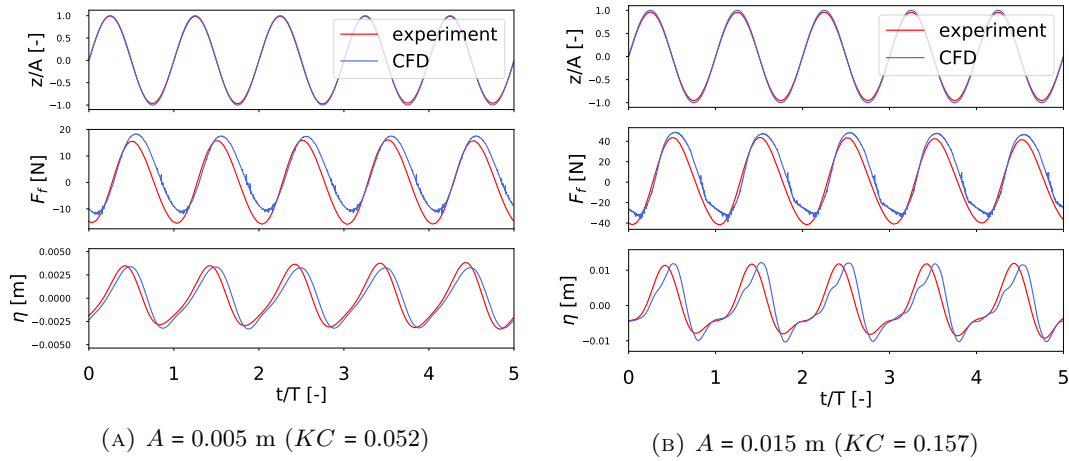 1.0
0.5
0.0
−0.5
−1.0
z/A [-]
experiment
CFD
20
10
0
−10
F_f [N]
0.0050
0.0025
0.0000
−0.0025
−0.0050
η [m]
0 1 2 3 4 5
t/T [-]
(A) A = 0.005 m (KC = 0.052)
1.0
0.5
0.0
−0.5
−1.0
z/A [-]
experiment
CFD
40
20
0
−20
−40
F_f [N]
0.01
0.00
−0.01
η [m]
0 1 2 3 4 5
t/T [-]
(B) A = 0.015 m (KC = 0.157)